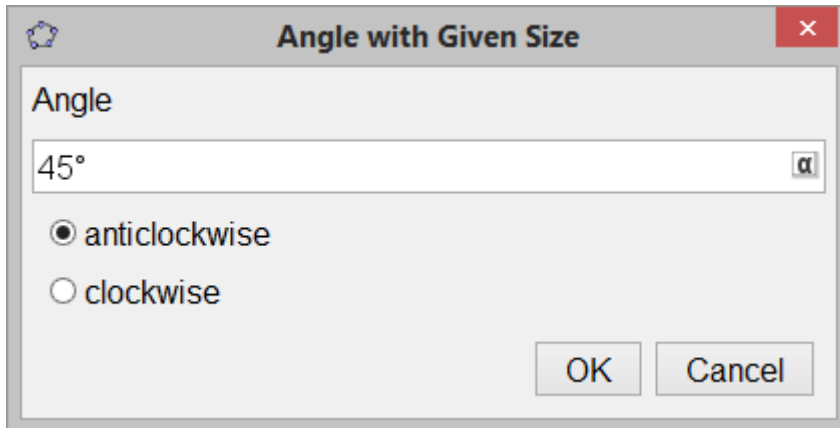 Angle with Given Size
Angle
45°
α
anticlockwise
clockwise
OK Cancel